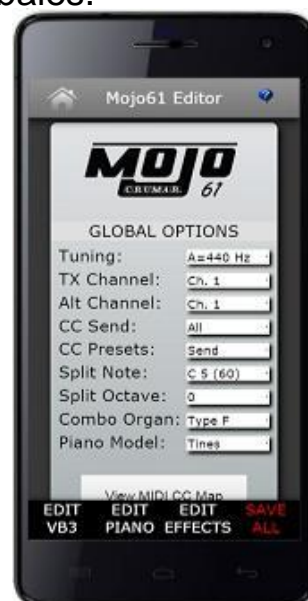 Mojo61 Editor
MOJO
CRUMAR 61
GLOBAL OPTIONS
Tuning: A=440 Hz
TX Channel: Ch. 1
Alt Channel: Ch. 1
CC Send: All
CC Presets: Send
Split Note: C 5 (60)
Split Octave: 0
Combo Organ: Type F
Piano Model: Tines
View MIDI CC Map
EDIT VB3 EDIT PIANO EDIT EFFECTS SAVE ALL